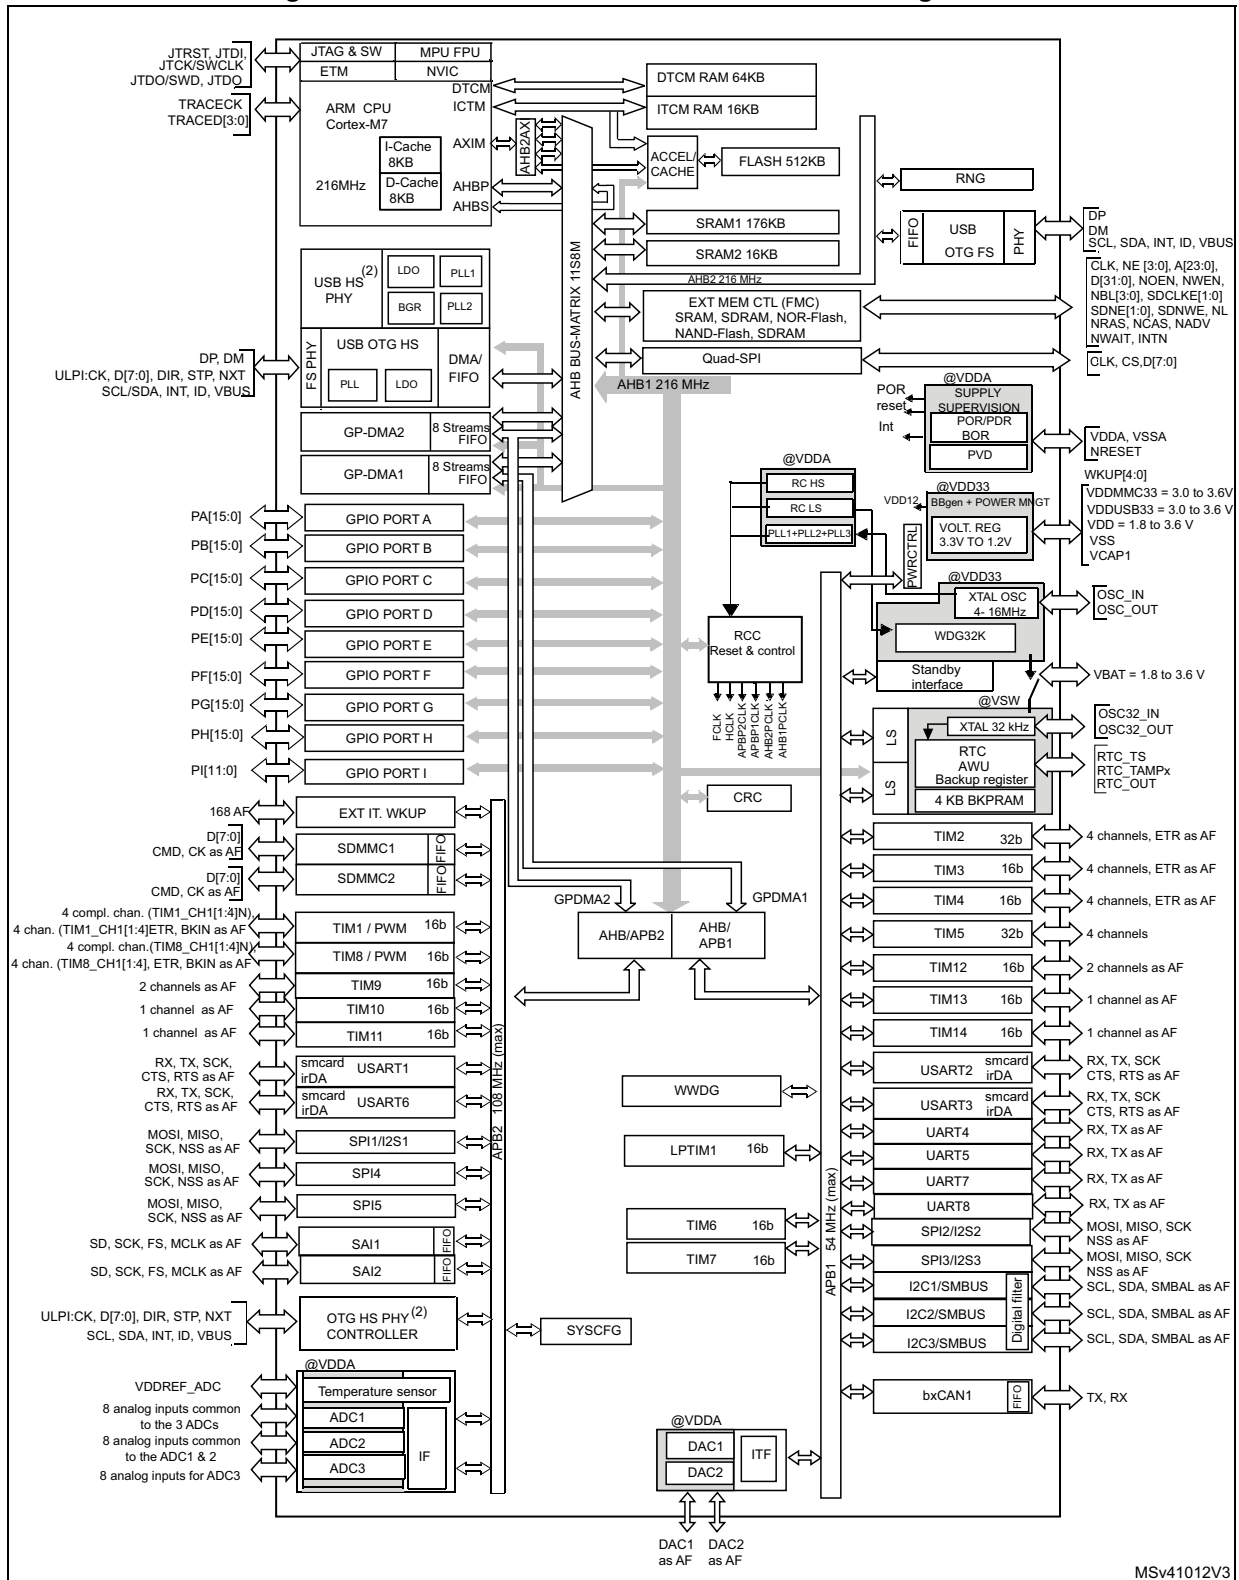 JTRST, JTDI,
JTCK/SWCLK
JTDO/SWD, JTDO
TRACECK
TRACED[3:0]
JTAG & SW
MPU FPU
ETM
NVIC
DTCM
ICTM
ARM CPU
Cortex-M7
AXIM
I-Cache
8KB
216MHz
D-Cache
8KB
AHBP
AHBS
AHB2AX
AHB BUS-MATRIX 11S8M
DTCM RAM 64KB
ITCM RAM 16KB
ACCEL/
CACHE
FLASH 512KB
SRAM1 176KB
SRAM2 16KB
AHB2 216 MHz
EXT MEM CTL (FMC)
SRAM, SDRAM, NOR-Flash,
NAND-Flash, SDRAM
Quad-SPI
AHB1 216 MHz
RNG
FIFO
USB
OTG FS
PHY
DP
DM
SCL, SDA, INT, ID, VBUS
CLK, NE [3:0], A[23:0],
D[31:0], NOEN, NWEN,
NBL[3:0], SDCLKE[1:0]
SDNE[1:0], SDNWE, NL
NRAS, NCAS, NADV
NWAIT, INTN
CLK, CS,D[7:0]
USB HS(2)
PHY
LDO
PLL1
BGR
PLL2
DP, DM
ULPI:CK, D[7:0], DIR, STP, NXT
SCL/SDA, INT, ID, VBUS
FS PHY
USB OTG HS
PLL
LDO
DMA/
FIFO
GP-DMA2
8 Streams
FIFO
GP-DMA1
8 Streams
FIFO
@VDDA
POR
reset
Int
SUPPLY
SUPERVISION
POR/PDR
BOR
PVD
VDDA, VSSA
NRESET
WKUP[4:0]
@VDDA
RC HS
RC LS
PLL1+PLL2+PLL3
@VDD33
VDD12
BBgen + POWER MNGT
VOLT. REG
3.3V TO 1.2V
VDDMMC33 = 3.0 to 3.6V
VDDUSB33 = 3.0 to 3.6 V
VDD = 1.8 to 3.6 V
VSS
VCAP1
PWRCTRL
@VDD33
XTAL OSC
4- 16MHz
OSC_IN
OSC_OUT
WDG32K
Standby
interface
VBAT = 1.8 to 3.6 V
@VSW
LS
LS
XTAL 32 kHz
OSC32_IN
OSC32_OUT
RTC
AWU
Backup register
RTC_TS
RTC_TAMPx
RTC_OUT
4 KB BKPRAM
RCC
Reset & control
FCLK
HCLK
APBP2CLK
APBP1CLK
AHB2PCLK
AHB1PCLK
CRC
PA[15:0]
GPIO PORT A
PB[15:0]
GPIO PORT B
PC[15:0]
GPIO PORT C
PD[15:0]
GPIO PORT D
PE[15:0]
GPIO PORT E
PF[15:0]
GPIO PORT F
PG[15:0]
GPIO PORT G
PH[15:0]
GPIO PORT H
PI[11:0]
GPIO PORT I
168 AF
EXT IT. WKUP
D[7:0]
CMD, CK as AF
SDMMC1
FIFO
D[7:0]
CMD, CK as AF
SDMMC2
FIFO
4 compl. chan. (TIM1_CH1[1:4]N),
4 chan. (TIM1_CH1[1:4]ETR, BKIN as AF
TIM1 / PWM 16b
4 compl. chan.(TIM8_CH1[1:4]N),
4 chan. (TIM8_CH1[1:4], ETR, BKIN as AF
TIM8 / PWM 16b
2 channels as AF
TIM9 16b
1 channel as AF
TIM10 16b
1 channel as AF
TIM11 16b
RX, TX, SCK,
CTS, RTS as AF
smcard
irDA
USART1
RX, TX, SCK,
CTS, RTS as AF
smcard
irDA
USART6
MOSI, MISO,
SCK, NSS as AF
SPI1/I2S1
MOSI, MISO,
SCK, NSS as AF
SPI4
MOSI, MISO,
SCK, NSS as AF
SPI5
SD, SCK, FS, MCLK as AF
SAI1
FIFO
SD, SCK, FS, MCLK as AF
SAI2
FIFO
ULPI:CK, D[7:0], DIR, STP, NXT
SCL, SDA, INT, ID, VBUS
OTG HS PHY(2)
CONTROLLER
@VDDA
VDDREF_ADC
Temperature sensor
8 analog inputs common
to the 3 ADCs
ADC1
8 analog inputs common
to the ADC1 & 2
ADC2
8 analog inputs for ADC3
ADC3
IF
APB2 108 MHz (max)
GPDMA2
GPDMA1
AHB/APB2
AHB/
APB1
WWDG
LPTIM1 16b
TIM6 16b
TIM7 16b
SYSCFG
@VDDA
DAC1
DAC2
ITF
DAC1
as AF
DAC2
as AF
APB1 54 MHz (max)
TIM2 32b
4 channels, ETR as AF
TIM3 16b
4 channels, ETR as AF
TIM4 16b
4 channels, ETR as AF
TIM5 32b
4 channels
TIM12 16b
2 channels as AF
TIM13 16b
1 channel as AF
TIM14 16b
1 channel as AF
USART2
smcard
irDA
RX, TX, SCK
CTS, RTS as AF
USART3
smcard
irDA
RX, TX, SCK
CTS, RTS as AF
UART4
RX, TX as AF
UART5
RX, TX as AF
UART7
RX, TX as AF
UART8
RX, TX as AF
SPI2/I2S2
MOSI, MISO, SCK
NSS as AF
SPI3/I2S3
MOSI, MISO, SCK
NSS as AF
I2C1/SMBUS
SCL, SDA, SMBAL as AF
I2C2/SMBUS
SCL, SDA, SMBAL as AF
I2C3/SMBUS
SCL, SDA, SMBAL as AF
Digital filter
bxCAN1
FIFO
TX, RX
MSv41012V3